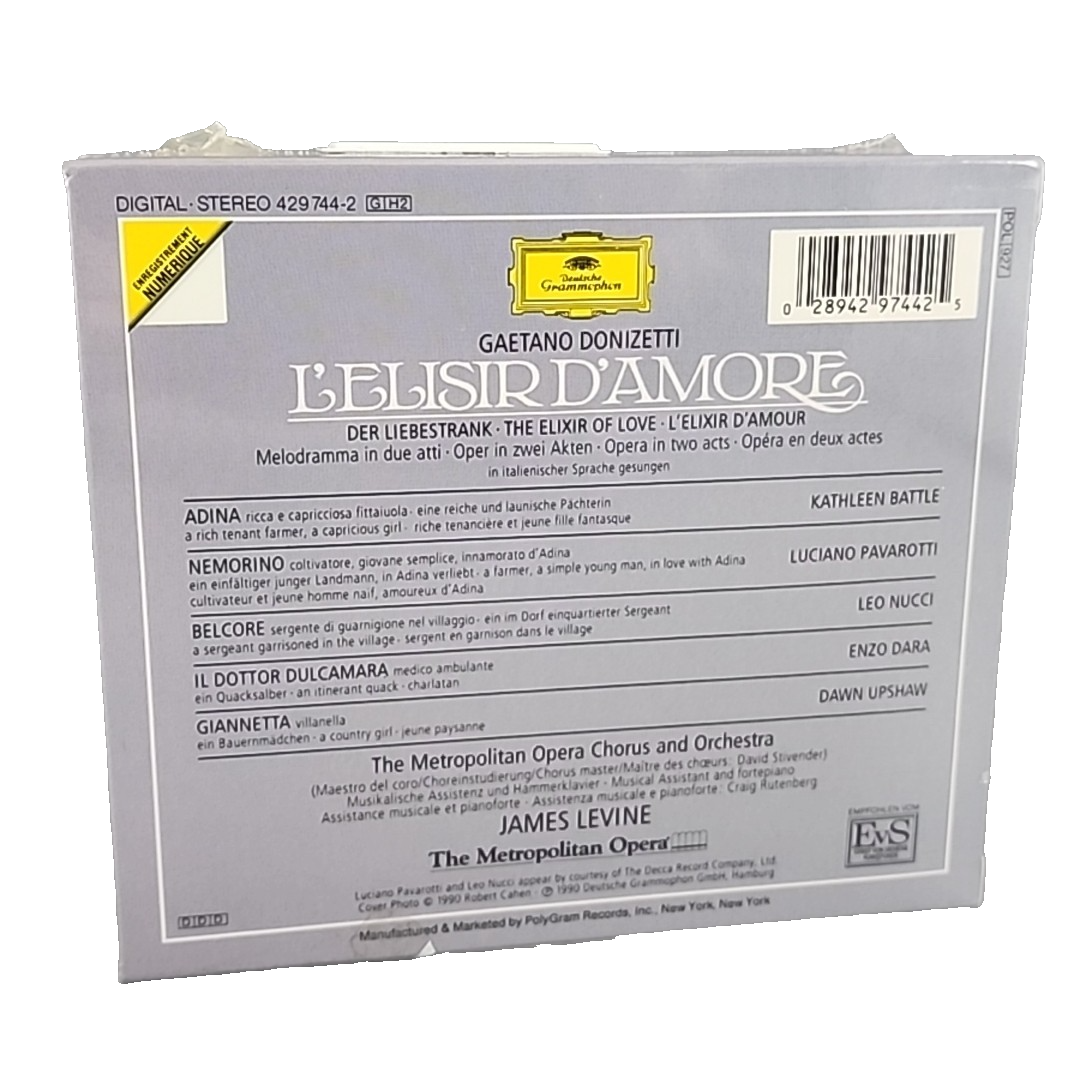 DIGITAL · STEREO 429 744-2 G H2
POL 927
ENREGISTREMENT
NUMÉRIQUE
Deutsche
Grammophon
0 28942 97442 5
GAETANO DONIZETTI
L'ELISIR D'AMORE
DER LIEBESTRANK · THE ELIXIR OF LOVE · L'ELIXIR D'AMOUR
Melodramma in due atti · Oper in zwei Akten · Opera in two acts · Opéra en deux actes
in italienischer Sprache gesungen
ADINA ricca e capricciosa fittaiuola · eine reiche und launische Pächterin
a rich tenant farmer, a capricious girl · riche tenancière et jeune fille fantasque
KATHLEEN BATTLE
NEMORINO coltivatore, giovane semplice, innamorato d'Adina
ein einfältiger junger Landmann, in Adina verliebt · a farmer, a simple young man, in love with Adina
cultivateur et jeune homme naïf, amoureux d'Adina
LUCIANO PAVAROTTI
BELCORE sergente di guarnigione nel villaggio · ein im Dorf einquartierter Sergeant
a sergeant garrisoned in the village · sergent en garnison dans le village
LEO NUCCI
IL DOTTOR DULCAMARA medico ambulante
ein Quacksalber · an itinerant quack · charlatan
ENZO DARA
GIANNETTA villanella
ein Bauernmädchen · a country girl · jeune paysanne
DAWN UPSHAW
The Metropolitan Opera Chorus and Orchestra
(Maestro del coro/Choreinstudierung/Chorus master/Maître des chœurs: David Stivender)
Musikalische Assistenz und Hammerklavier · Musical Assistant and fortepiano
Assistance musicale et pianoforte · Assistenza musicale e pianoforte: Craig Rutenberg
JAMES LEVINE
The Metropolitan Opera
EMPFOHLEN VOM
EvS
Luciano Pavarotti and Leo Nucci appear by courtesy of The Decca Record Company, Ltd.
Cover Photo © 1990 Robert Cahen · ℗ 1990 Deutsche Grammophon GmbH, Hamburg
DDD
Manufactured & Marketed by PolyGram Records, Inc., New York, New York